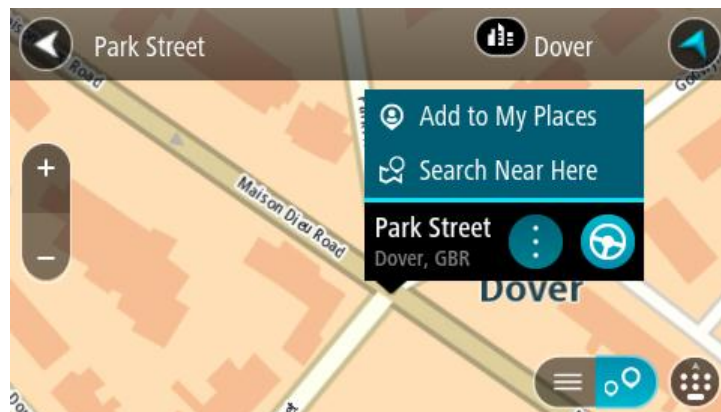 Park Street
Dover
Add to My Places
Search Near Here
Maison Dieu Road
Park Street
Dover, GBR
Dover